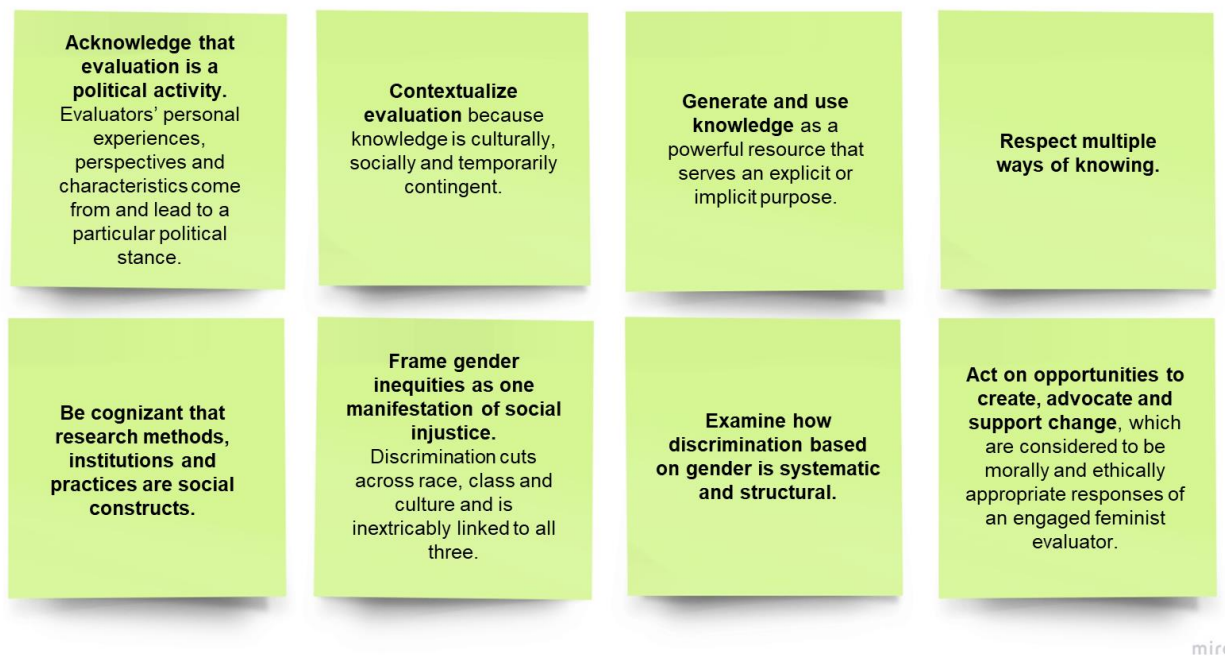 Acknowledge that
evaluation is a
political activity.
Evaluators’ personal
experiences,
perspectives and
characteristics come
from and lead to a
particular political
stance.
Contextualize
evaluation because
knowledge is culturally,
socially and temporarily
contingent.
Generate and use
knowledge as a
powerful resource that
serves an explicit or
implicit purpose.
Respect multiple
ways of knowing.
Be cognizant that
research methods,
institutions and
practices are social
constructs.
Frame gender
inequities as one
manifestation of social
injustice.
Discrimination cuts
across race, class and
culture and is
inextricably linked to all
three.
Examine how
discrimination based
on gender is systematic
and structural.
Act on opportunities to
create, advocate and
support change, which
are considered to be
morally and ethically
appropriate responses of
an engaged feminist
evaluator.